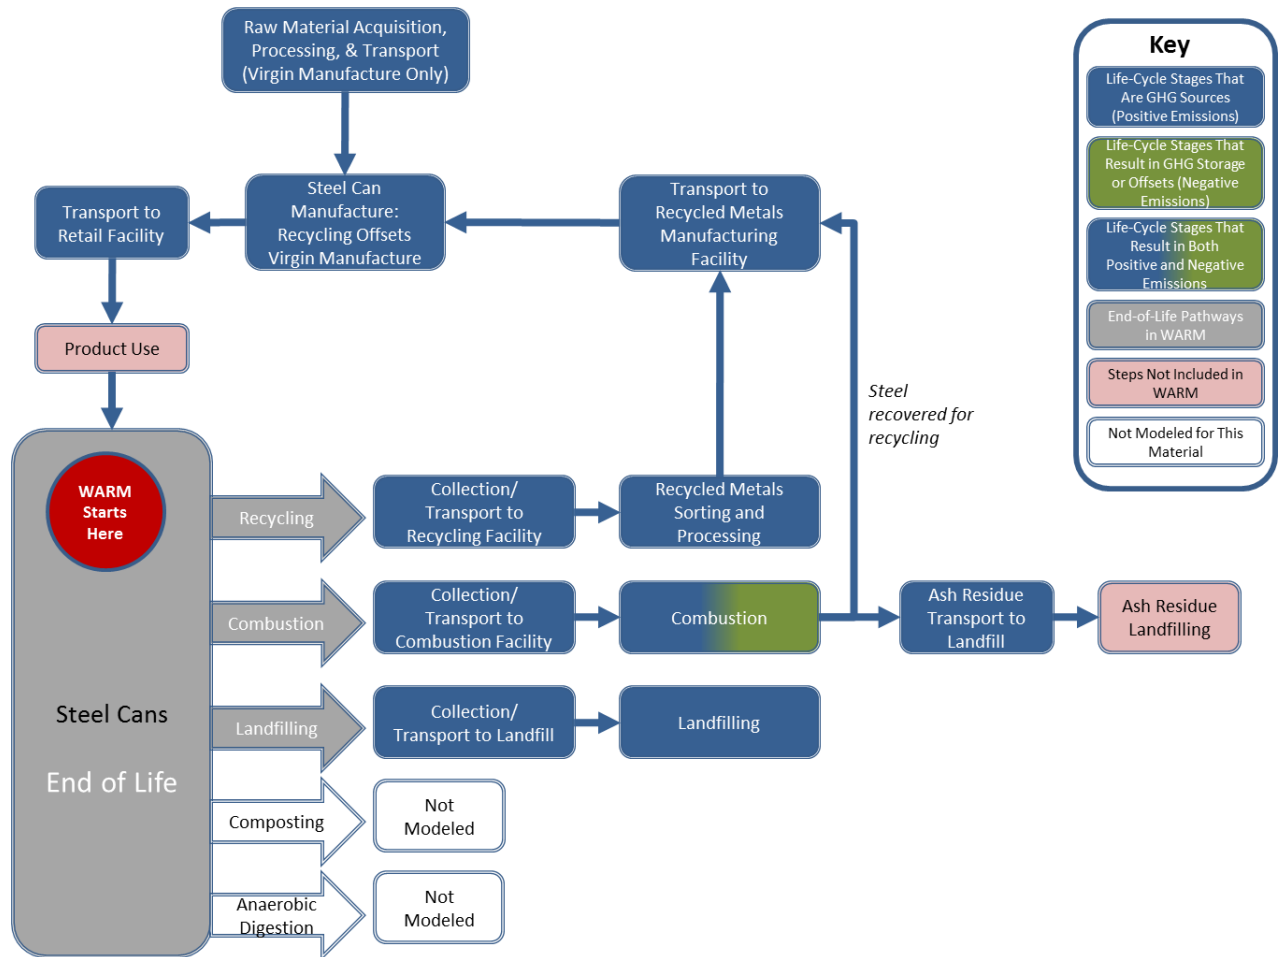 Raw Material Acquisition,
Processing, & Transport
(Virgin Manufacture Only)
Steel Can
Manufacture:
Recycling Offsets
Virgin Manufacture
Transport to
Retail Facility
Transport to
Recycled Metals
Manufacturing
Facility
Product Use
Steel
recovered for
recycling
WARM
Starts
Here
Steel Cans
End of Life
Recycling
Collection/
Transport to
Recycling Facility
Recycled Metals
Sorting and
Processing
Combustion
Collection/
Transport to
Combustion Facility
Combustion
Ash Residue
Transport to
Landfill
Ash Residue
Landfilling
Landfilling
Collection/
Transport to Landfill
Landfilling
Composting
Not
Modeled
Anaerobic
Digestion
Not
Modeled
Key
Life-Cycle Stages That
Are GHG Sources
(Positive Emissions)
Life-Cycle Stages That
Result in GHG Storage
or Offsets (Negative
Emissions)
Life-Cycle Stages That
Result in Both
Positive and Negative
Emissions
End-of-Life Pathways
in WARM
Steps Not Included in
WARM
Not Modeled for This
Material